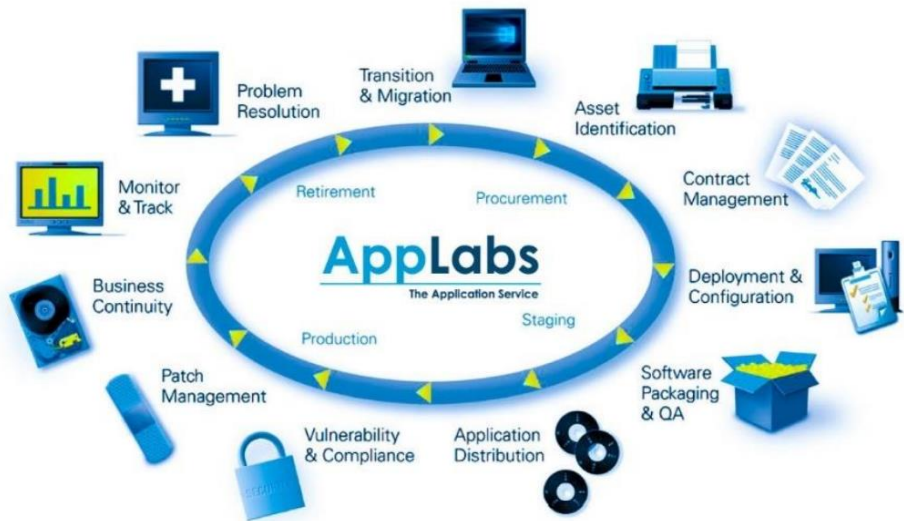 Transition
& Migration
Asset
Identification
Contract
Management
Deployment &
Configuration
Software
Packaging
& QA
Application
Distribution
Vulnerability
& Compliance
SECURITY
Patch
Management
Business
Continuity
Monitor
& Track
Problem
Resolution
Retirement
Procurement
AppLabs
The Application Service
Staging
Production